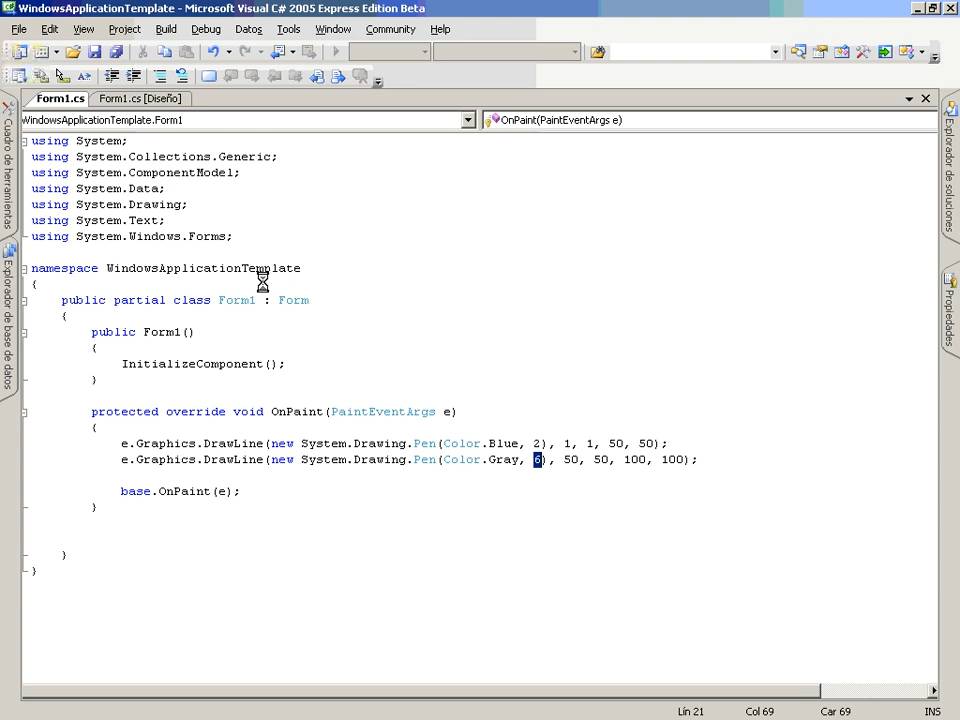 WindowsApplicationTemplate - Microsoft Visual C# 2005 Express Edition Beta
File Edit View Project Build Debug Datos Tools Window Community Help
Form1.cs Form1.cs [Diseño]
WindowsApplicationTemplate.Form1 OnPaint(PaintEventArgs e)
Cuadro de herramientas
Explorador de base de datos
using System;
using System.Collections.Generic;
using System.ComponentModel;
using System.Data;
using System.Drawing;
using System.Text;
using System.Windows.Forms;
namespace WindowsApplicationTemplate
{
public partial class Form1 : Form
{
public Form1()
{
InitializeComponent();
}
protected override void OnPaint(PaintEventArgs e)
{
e.Graphics.DrawLine(new System.Drawing.Pen(Color.Blue, 2), 1, 1, 50, 50);
e.Graphics.DrawLine(new System.Drawing.Pen(Color.Gray, 6), 50, 50, 100, 100);
base.OnPaint(e);
}
}
}
Explorador de soluciones
Propiedades
Lín 21 Col 69 Car 69 INS